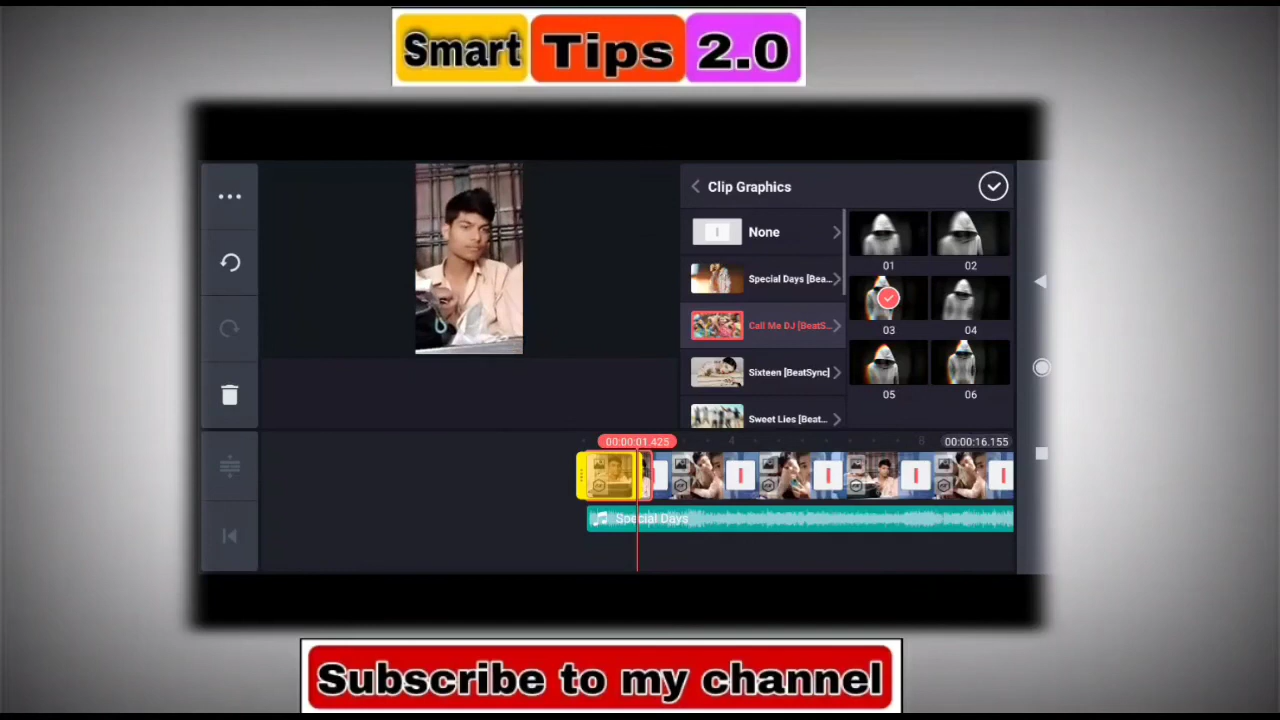 Smart Tips 2.0
Clip Graphics
None
Special Days [Bea...
Call Me DJ [BeatS...
Sixteen [BeatSync]
Sweet Lies [Beat...
01
02
03
04
05
06
00:00:01.425
4
8
00:00:16.155
Special Days
Subscribe to my channel